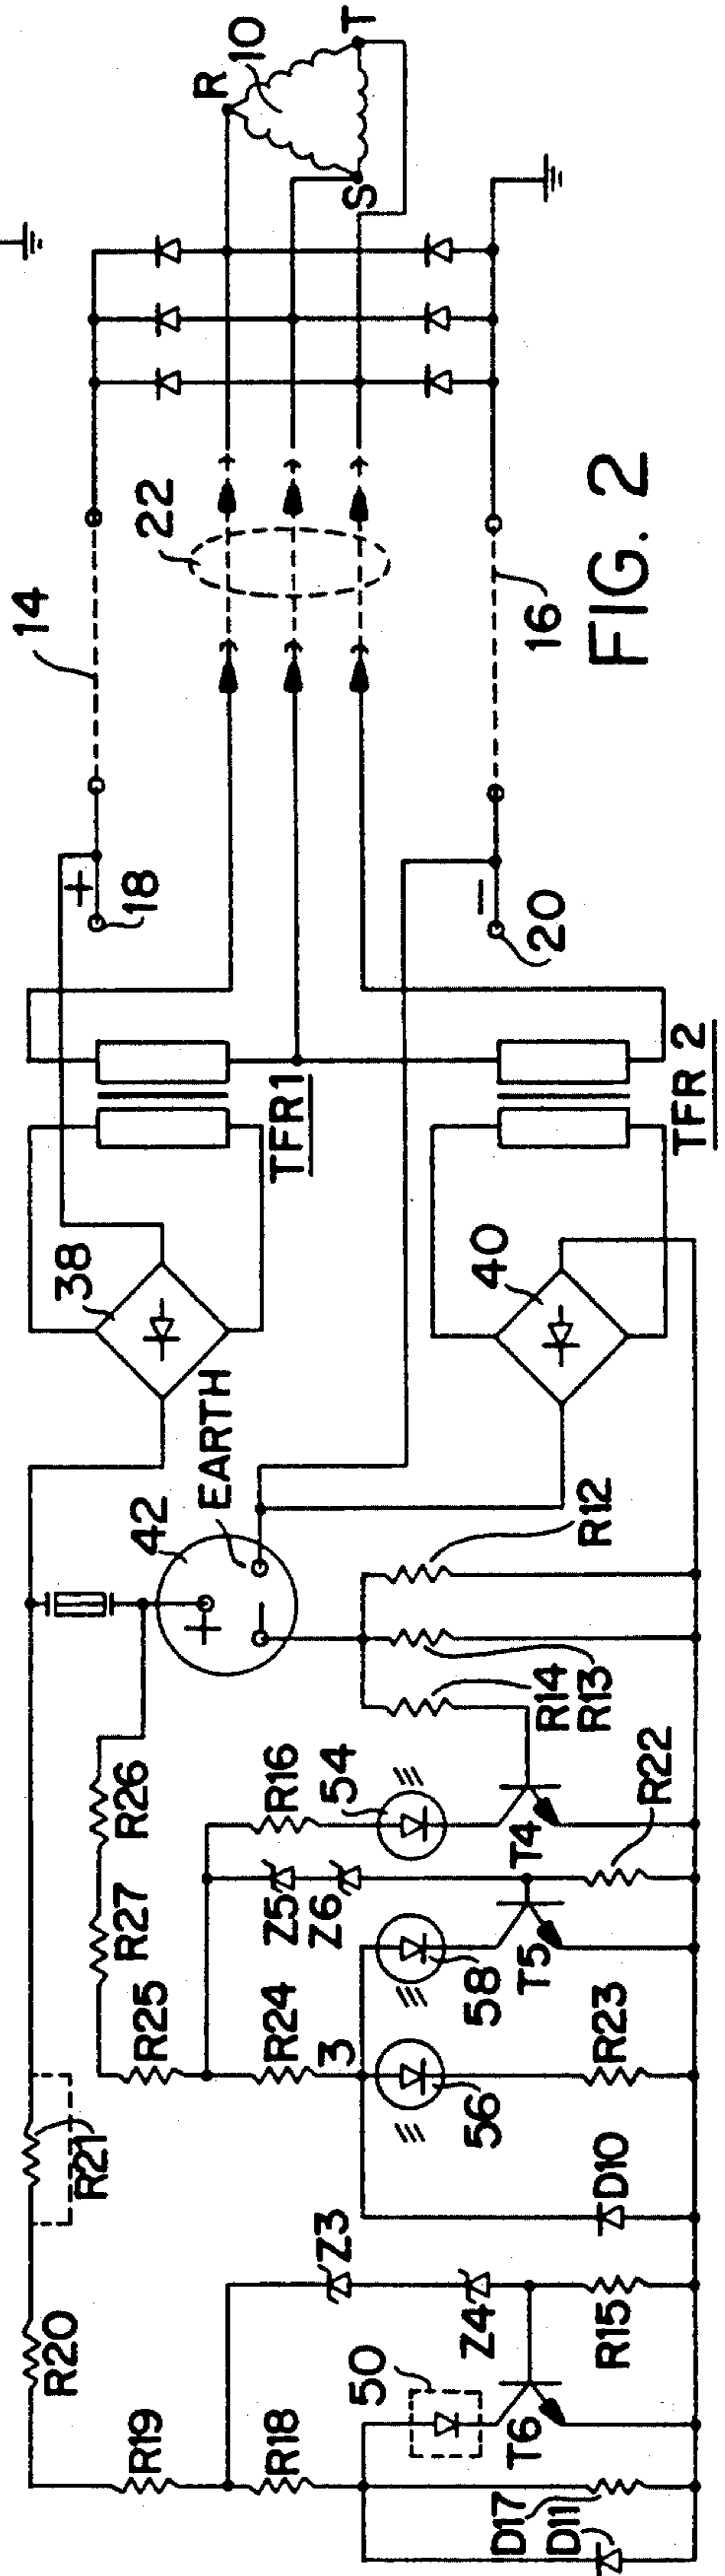 R
10
T
S
22
14
16
FIG. 2
+
18
−
20
TFR1
TFR 2
38
40
42
EARTH
+
−
R12
R13
R14
R26
R27
R25
R16
54
Z5
Z6
T4
R22
R24
3
58
T5
56
R23
R21
D10
R20
Z3
Z4
50
R15
R19
R18
T6
D17
D11